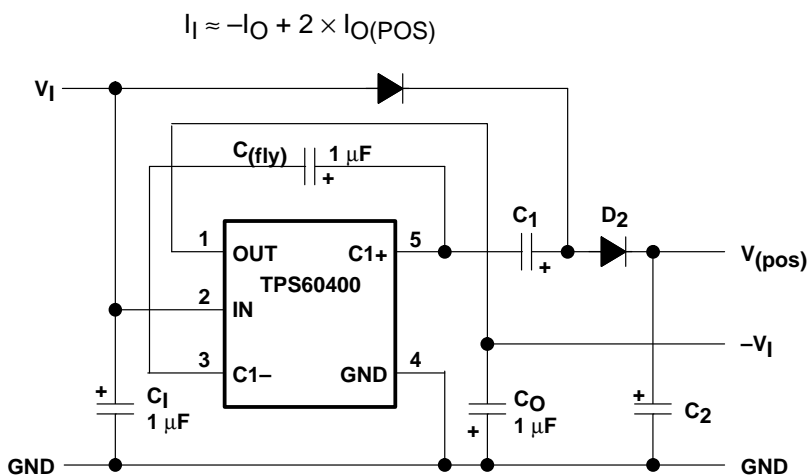 I_I ≈ –I_O + 2 × I_O(POS)
V_I
C_(fly) 1 μF
+
C_1 D_2
1 OUT C1+ 5
+ V_(pos)
TPS60400
2 IN
–V_I
3 C1– GND 4
+ C_I
1 μF
C_O
1 μF
+
+ C_2
GND GND